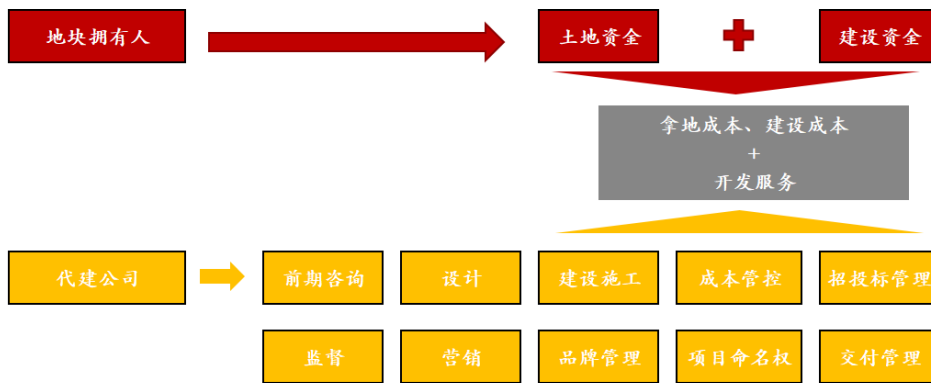 地块拥有人
土地资金
建设资金
拿地成本、建设成本
+
开发服务
代建公司
前期咨询
设计
建设施工
成本管控
招投标管理
监督
营销
品牌管理
项目命名权
交付管理